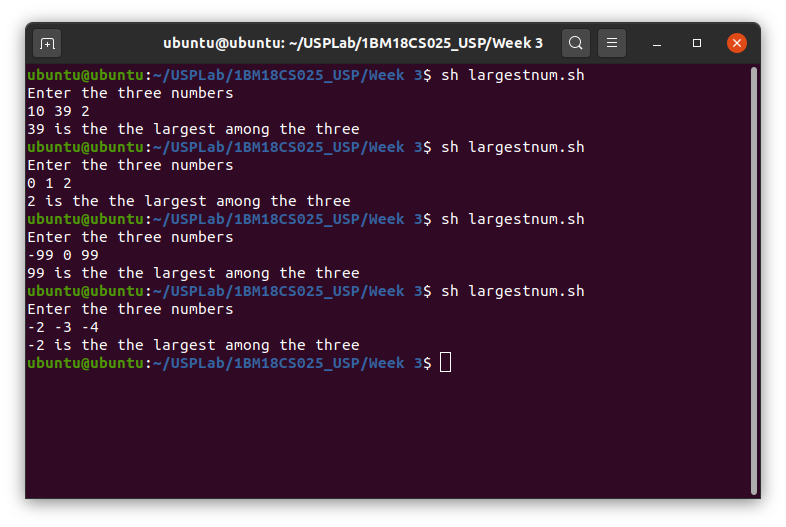 ubuntu@ubuntu: ~/USPLab/1BM18CS025_USP/Week 3
ubuntu@ubuntu:~/USPLab/1BM18CS025_USP/Week 3$ sh largestnum.sh
Enter the three numbers
10 39 2
39 is the the largest among the three
ubuntu@ubuntu:~/USPLab/1BM18CS025_USP/Week 3$ sh largestnum.sh
Enter the three numbers
0 1 2
2 is the the largest among the three
ubuntu@ubuntu:~/USPLab/1BM18CS025_USP/Week 3$ sh largestnum.sh
Enter the three numbers
-99 0 99
99 is the the largest among the three
ubuntu@ubuntu:~/USPLab/1BM18CS025_USP/Week 3$ sh largestnum.sh
Enter the three numbers
-2 -3 -4
-2 is the the largest among the three
ubuntu@ubuntu:~/USPLab/1BM18CS025_USP/Week 3$